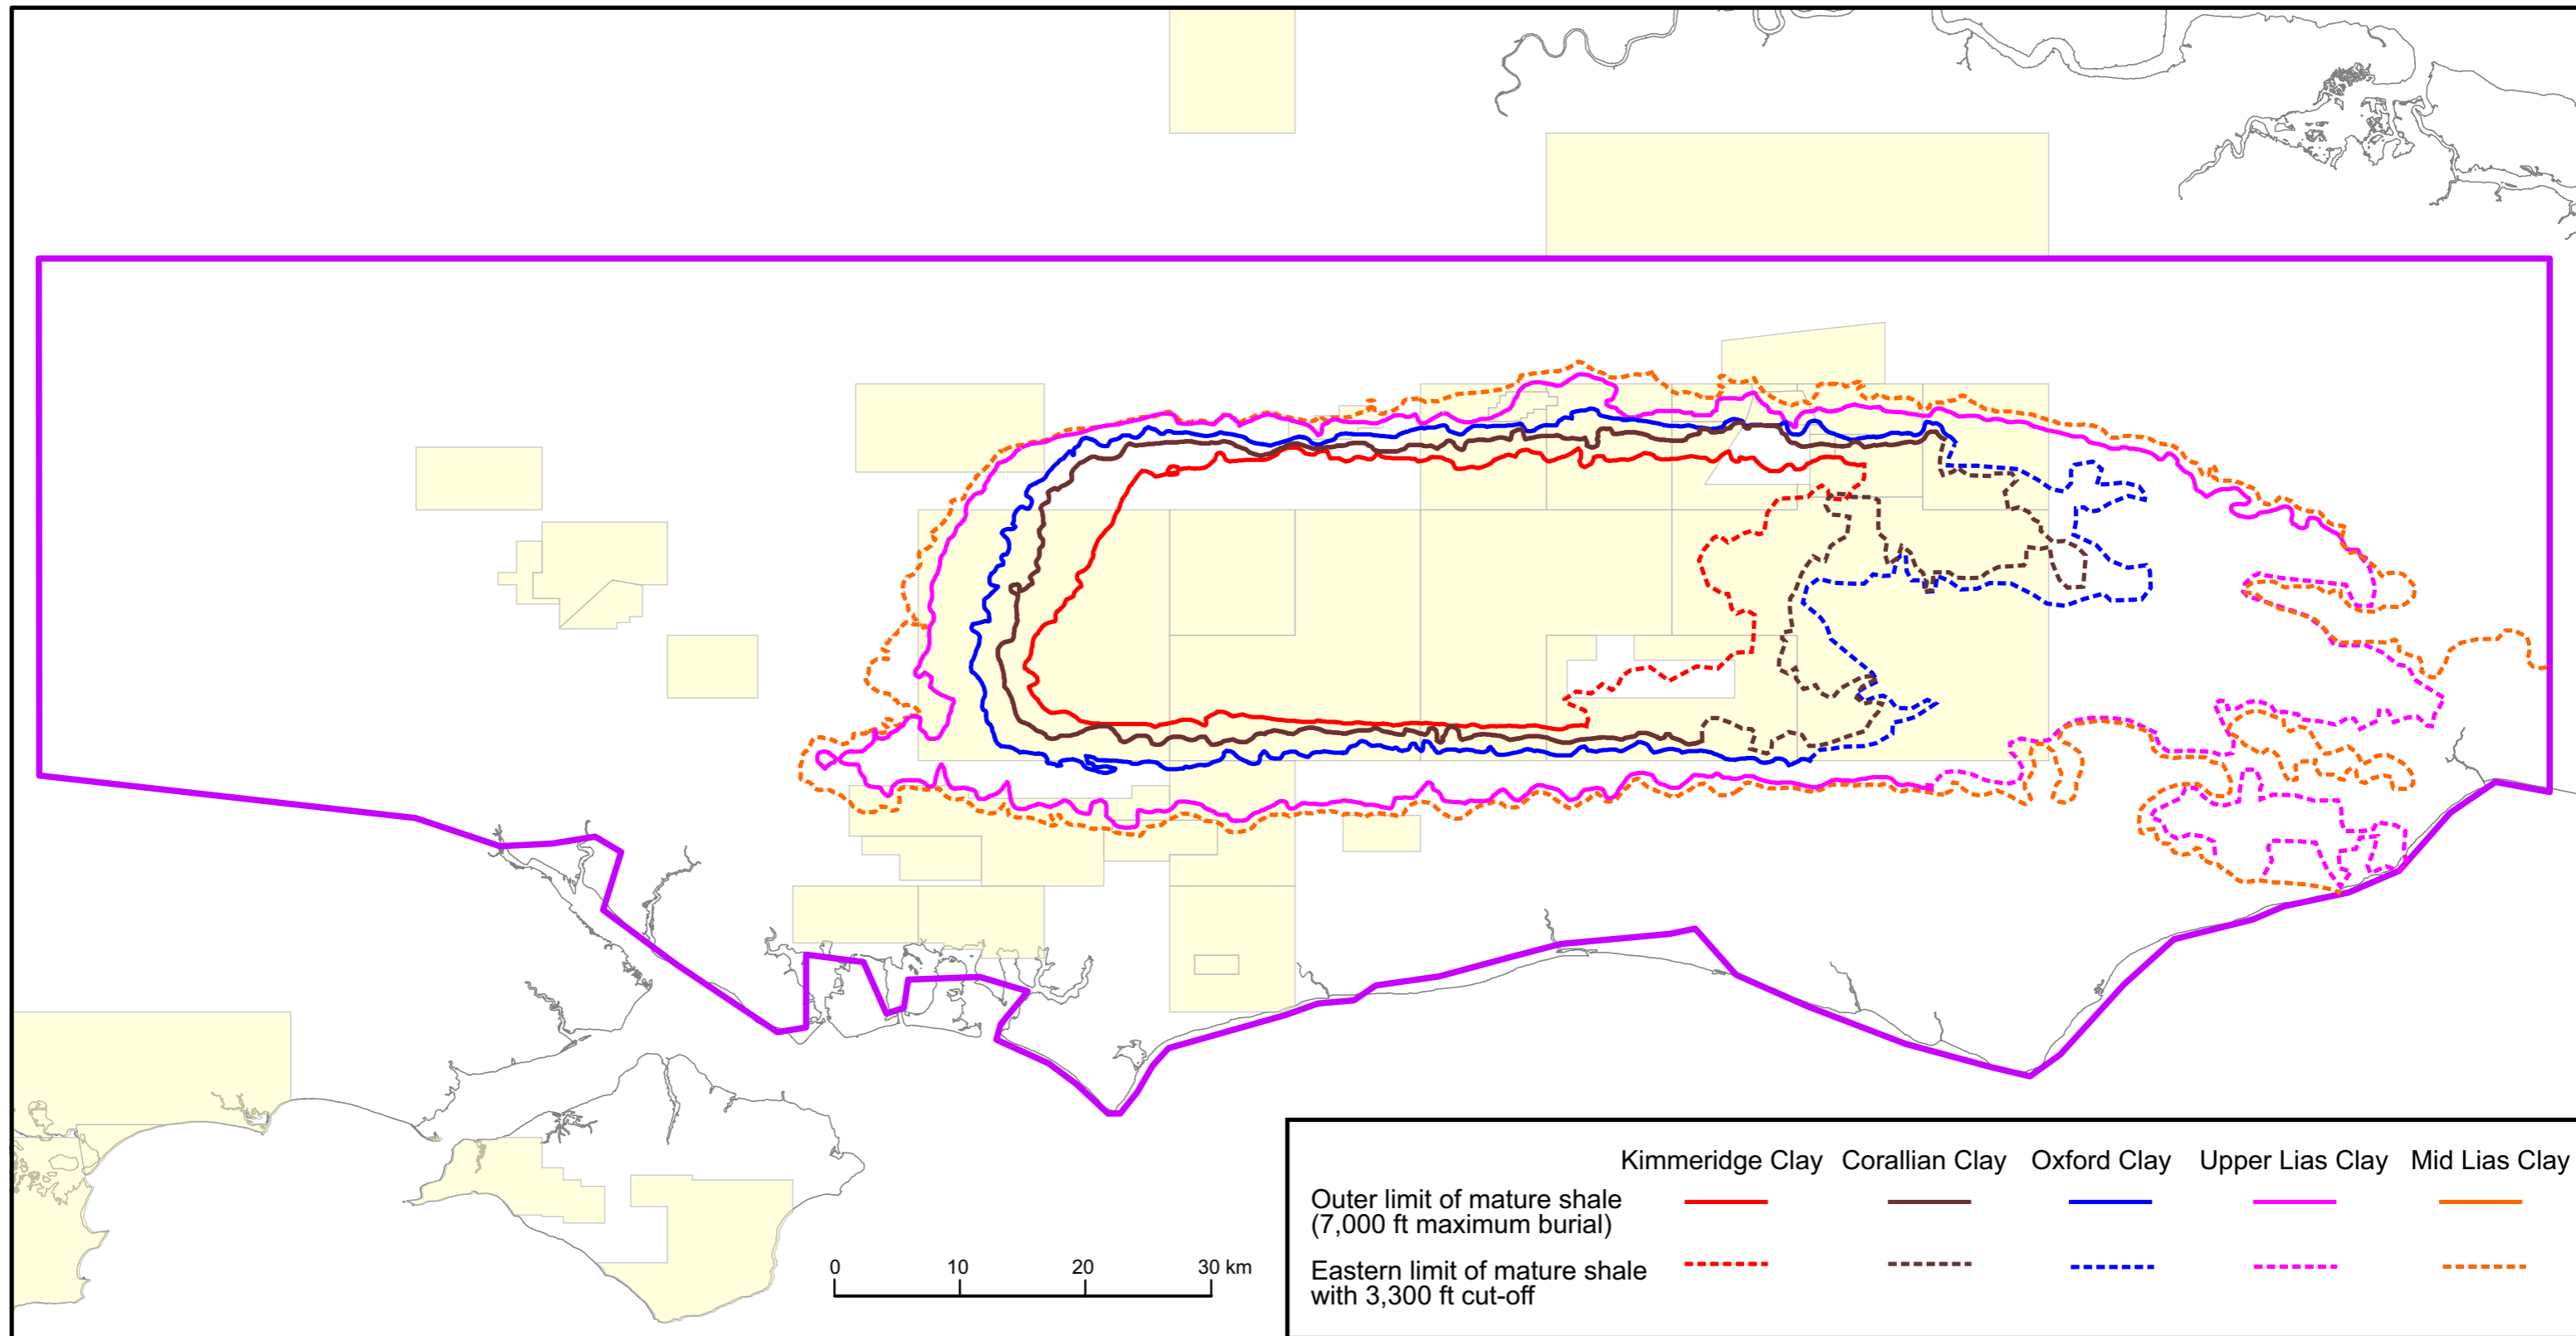 Kimmeridge Clay Corallian Clay Oxford Clay Upper Lias Clay Mid Lias Clay
Outer limit of mature shale
(7,000 ft maximum burial)
0 10 20 30 km
Eastern limit of mature shale
with 3,300 ft cut-off